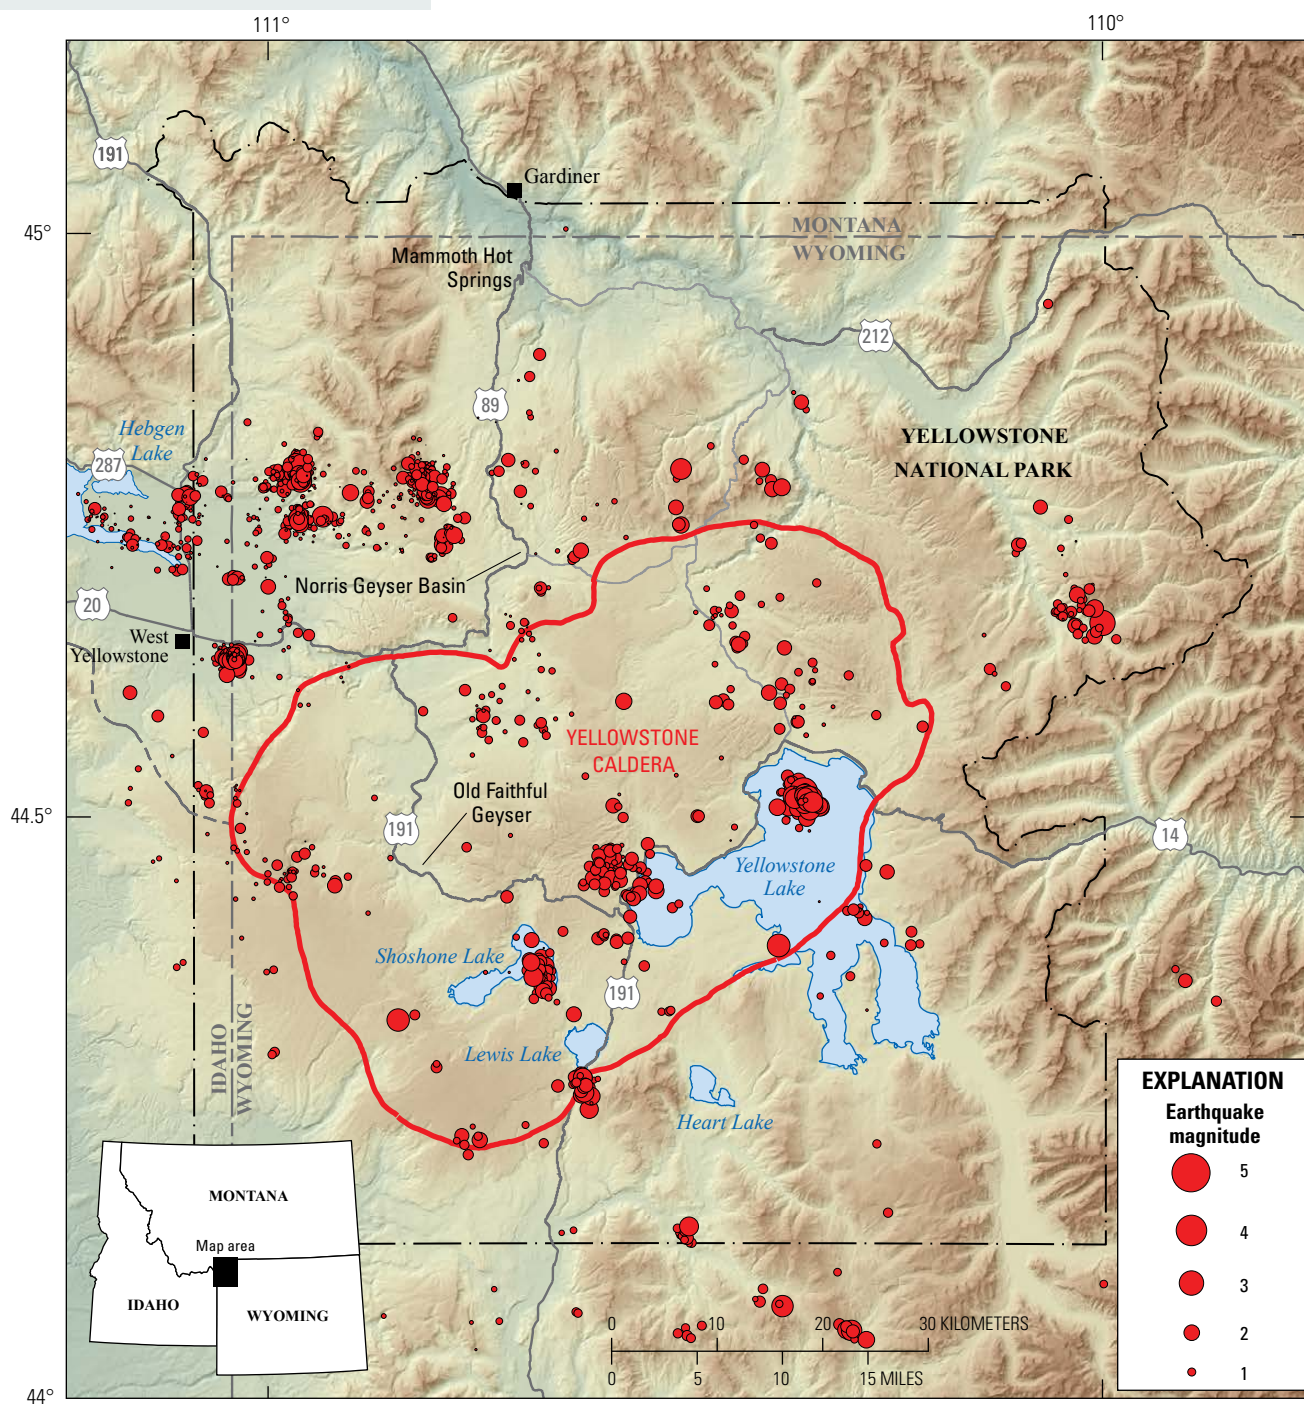 111°
110°
191
Gardiner
45°
MONTANA
WYOMING
Mammoth Hot
Springs
212
89
Hebgen
Lake
YELLOWSTONE
NATIONAL PARK
287
Norris Geyser Basin
20
West
Yellowstone
YELLOWSTONE
CALDERA
Old Faithful
Geyser
44.5°
191
14
Yellowstone
Lake
Shoshone Lake
191
IDAHO
WYOMING
Lewis Lake
Heart Lake
EXPLANATION
Earthquake
magnitude
5
4
3
2
1
MONTANA
Map area
IDAHO
WYOMING
0 10 20 30 KILOMETERS
0 5 10 15 MILES
44°